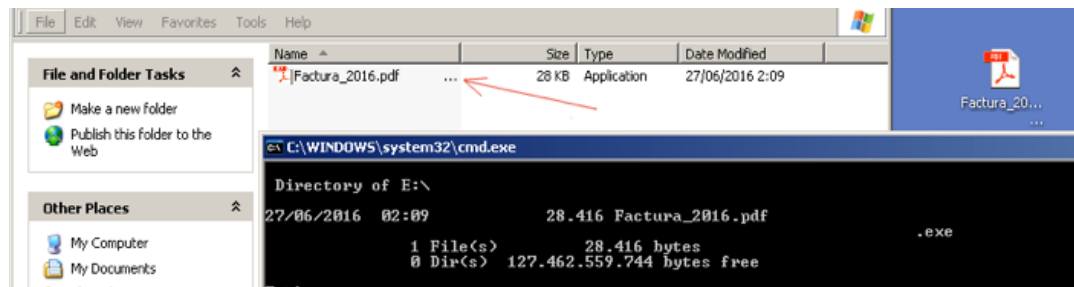 File Edit View Favorites Tools Help
Name Size Type Date Modified
Factura_2016.pdf ... 28 KB Application 27/06/2016 2:09
File and Folder Tasks
Make a new folder
Publish this folder to the
Web
Other Places
My Computer
My Documents
PDF
Factura_20...
...
C:\WINDOWS\system32\cmd.exe
Directory of E:\
27/06/2016 02:09 28.416 Factura_2016.pdf
.exe
1 File(s) 28.416 bytes
0 Dir(s) 127.462.559.744 bytes free